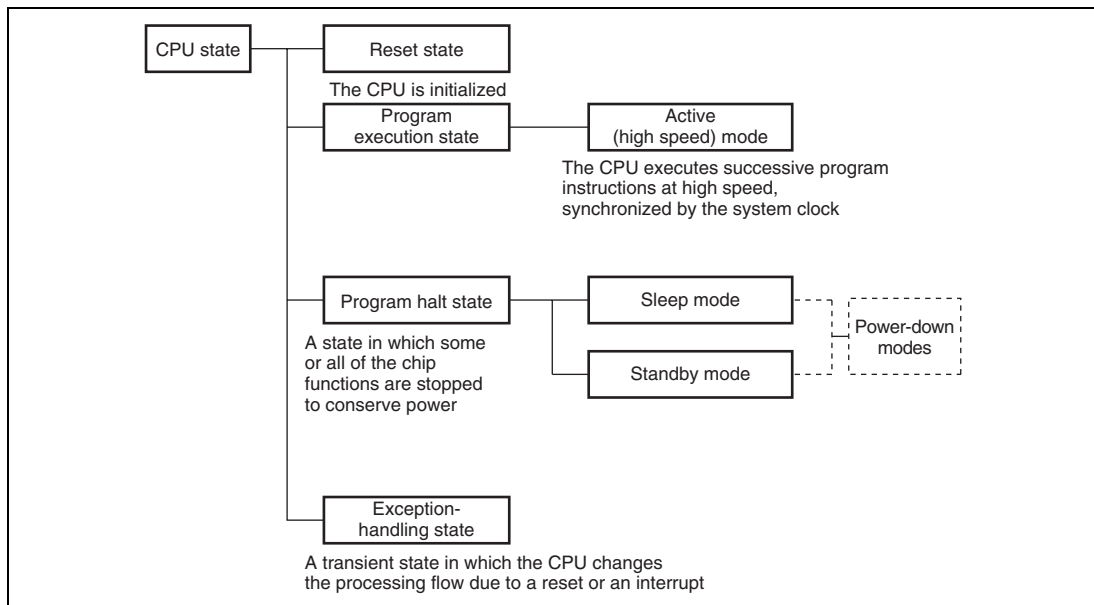 CPU state
Reset state
The CPU is initialized
Program
execution state
Active
(high speed) mode
The CPU executes successive program
instructions at high speed,
synchronized by the system clock
Program halt state
Sleep mode
Power-down
modes
Standby mode
A state in which some
or all of the chip
functions are stopped
to conserve power
Exception-
handling state
A transient state in which the CPU changes
the processing flow due to a reset or an interrupt